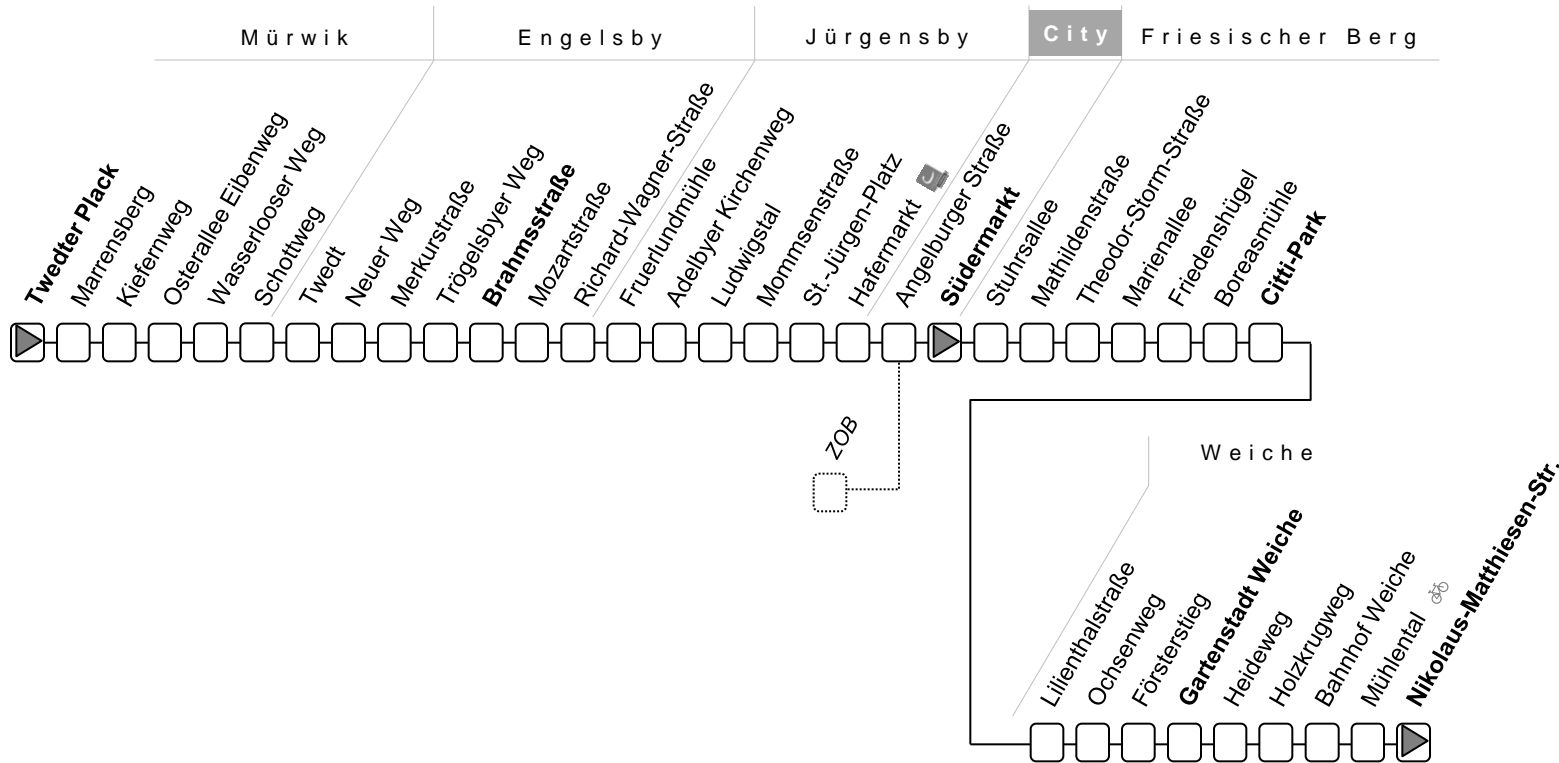 Mürwik
Engelsby
Jürgensby
City
Friesischer Berg
Twedter Plack
Marrensberg
Kiefernweg
Osterallee Eibenweg
Wasserlooser Weg
Schottweg
Twedt
Neuer Weg
Merkurstraße
Trögelsbyer Weg
Brahmsstraße
Mozartstraße
Richard-Wagner-Straße
Fruerlundmühle
Adelbyer Kirchenweg
Ludwigstal
Mommsenstraße
St.-Jürgen-Platz
Hafermarkt
Angelburger Straße
Südermarkt
Stuhrsallee
Mathildenstraße
Theodor-Storm-Straße
Marienallee
Friedenshügel
Boreasmühle
Citti-Park
ZOB
Weiche
Lilienthalstraße
Ochsenweg
Försterstieg
Gartenstadt Weiche
Heideweg
Holzkrugweg
Bahnhof Weiche
Mühlental
Nikolaus-Matthiesen-Str.